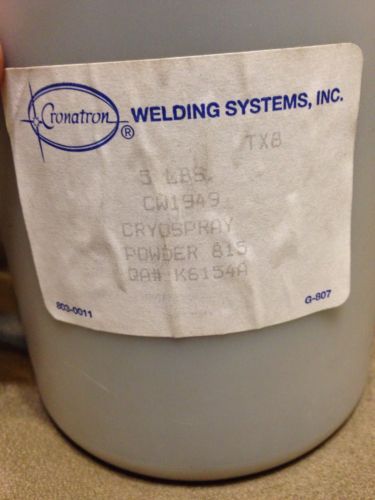 Cronatron ® WELDING SYSTEMS, INC.
TX8
5 LBS.
CW1949
CRYOSPRAY
POWDER 815
QA# K6154A
803-0011
G-807